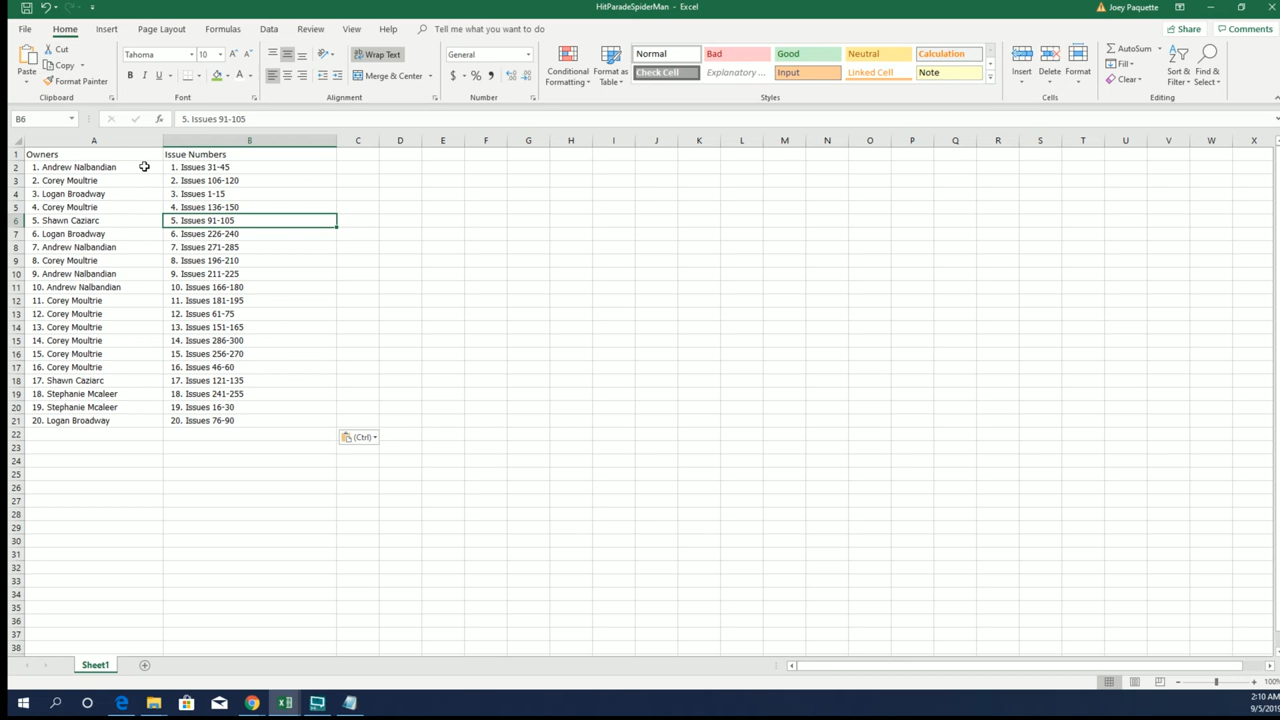 HitParadeSpiderMan - Excel
Joey Paquette
File Home Insert Page Layout Formulas Data Review View Help Tell me what you want to do
Share Comments
Paste
Cut
Copy
Format Painter
Clipboard
Tahoma 10
B I U
Font
Wrap Text
Merge & Center
Alignment
General
$ % ,
Number
Conditional Formatting
Format as Table
Normal Bad Good Neutral Calculation
Check Cell Explanatory ... Input Linked Cell Note
Styles
Insert Delete Format
Cells
AutoSum
Fill
Clear
Sort & Filter
Find & Select
Editing
B6 fx 5. Issues 91-105
A B C D E F G H I J K L M N O P Q R S T U V W X
1 Owners Issue Numbers
2 1. Andrew Nalbandian 1. Issues 31-45
3 2. Corey Moultrie 2. Issues 106-120
4 3. Logan Broadway 3. Issues 1-15
5 4. Corey Moultrie 4. Issues 136-150
6 5. Shawn Caziarc 5. Issues 91-105
7 6. Logan Broadway 6. Issues 226-240
8 7. Andrew Nalbandian 7. Issues 271-285
9 8. Corey Moultrie 8. Issues 196-210
10 9. Andrew Nalbandian 9. Issues 211-225
11 10. Andrew Nalbandian 10. Issues 166-180
12 11. Corey Moultrie 11. Issues 181-195
13 12. Corey Moultrie 12. Issues 61-75
14 13. Corey Moultrie 13. Issues 151-165
15 14. Corey Moultrie 14. Issues 286-300
16 15. Corey Moultrie 15. Issues 256-270
17 16. Corey Moultrie 16. Issues 46-60
18 17. Shawn Caziarc 17. Issues 121-135
19 18. Stephanie Mcaleer 18. Issues 241-255
20 19. Stephanie Mcaleer 19. Issues 16-30
21 20. Logan Broadway 20. Issues 76-90
22
(Ctrl)
23
24
25
26
27
28
29
30
31
32
33
34
35
36
37
38
Sheet1
100%
2:10 AM
9/5/2019